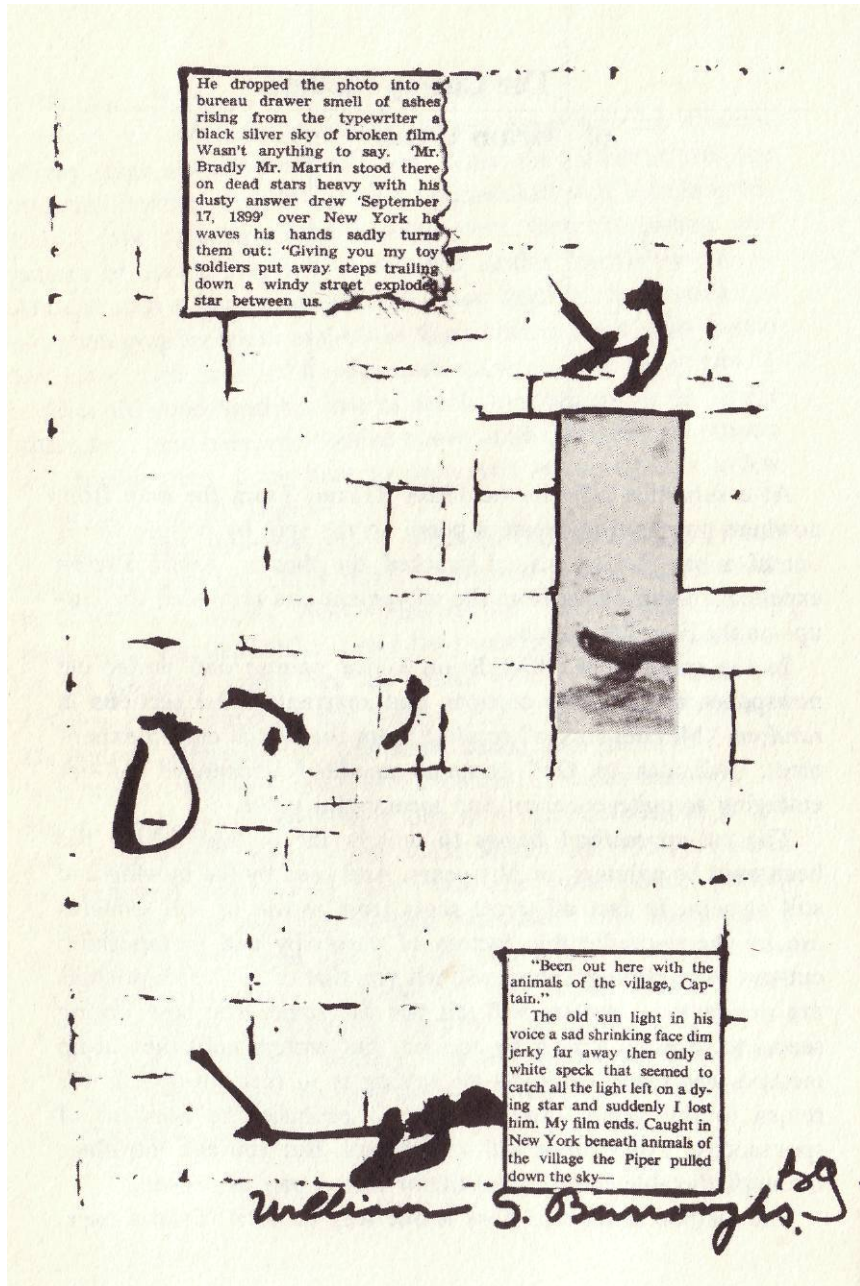 He dropped the photo into a
bureau drawer smell of ashes
rising from the typewriter a
black silver sky of broken film.
Wasn't anything to say. 'Mr.
Bradly Mr. Martin stood there
on dead stars heavy with his
dusty answer drew 'September
17, 1899' over New York he
waves his hands sadly turns
them out: "Giving you my toy
soldiers put away steps trailing
down a windy street exploded
star between us.
"Been out here with the
animals of the village, Cap-
tain."
The old sun light in his
voice a sad shrinking face dim
jerky far away then only a
white speck that seemed to
catch all the light left on a dy-
ing star and suddenly I lost
him. My film ends. Caught in
New York beneath animals of
the village the Piper pulled
down the sky—
William S. Burroughs.
BG